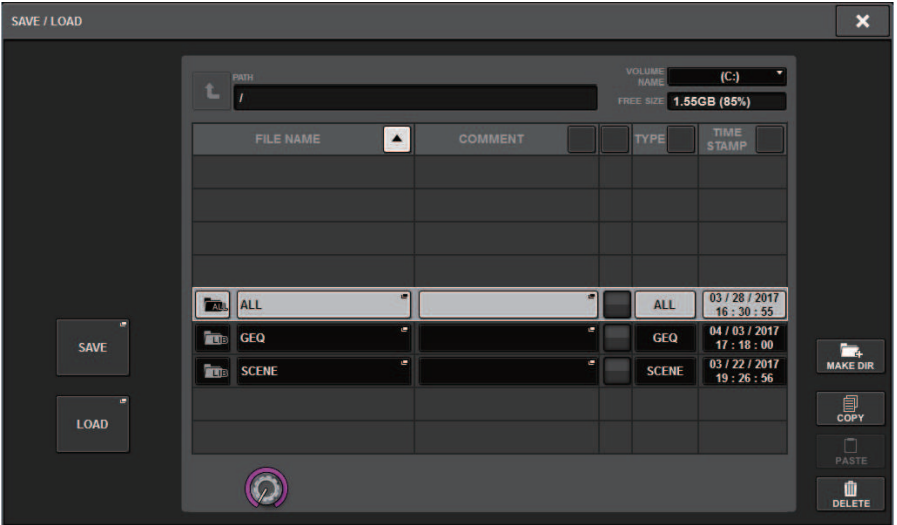 SAVE / LOAD
PATH
VOLUME NAME
(C:)
/
FREE SIZE
1.55GB (85%)
FILE NAME
COMMENT
TYPE
TIME STAMP
ALL
ALL
ALL
03 / 28 / 2017
16 : 30 : 55
LIB
GEQ
GEQ
04 / 03 / 2017
17 : 18 : 00
LIB
SCENE
SCENE
03 / 22 / 2017
19 : 26 : 56
SAVE
LOAD
MAKE DIR
COPY
PASTE
DELETE